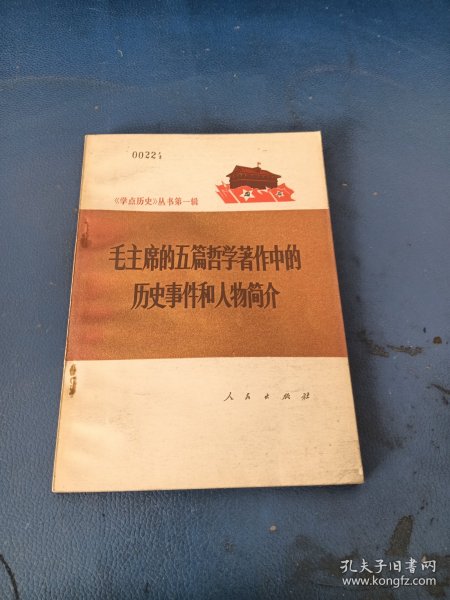 0022
《学点历史》丛书第一辑
毛主席的五篇哲学著作中的
历史事件和人物简介
人民出版社
孔夫子旧书网
www.kongfz.com